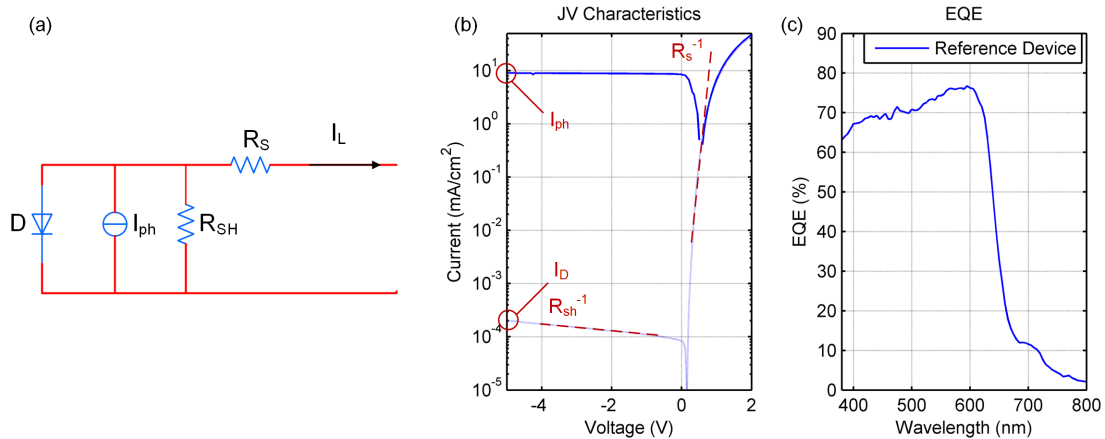 (a)
R_S
I_L
D
I_ph
R_SH
(b)
JV Characteristics
R_s^-1
I_ph
I_D
R_sh^-1
Current (mA/cm^2)
10^1
10^0
10^-1
10^-2
10^-3
10^-4
10^-5
-4
-2
0
2
Voltage (V)
(c)
EQE
Reference Device
EQE (%)
90
80
70
60
50
40
30
20
10
0
400
500
600
700
800
Wavelength (nm)